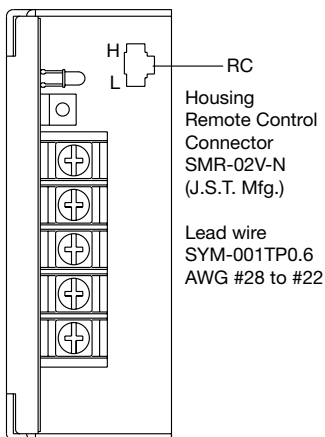 H
L
RC
Housing
Remote Control
Connector
SMR-02V-N
(J.S.T. Mfg.)
Lead wire
SYM-001TP0.6
AWG #28 to #22